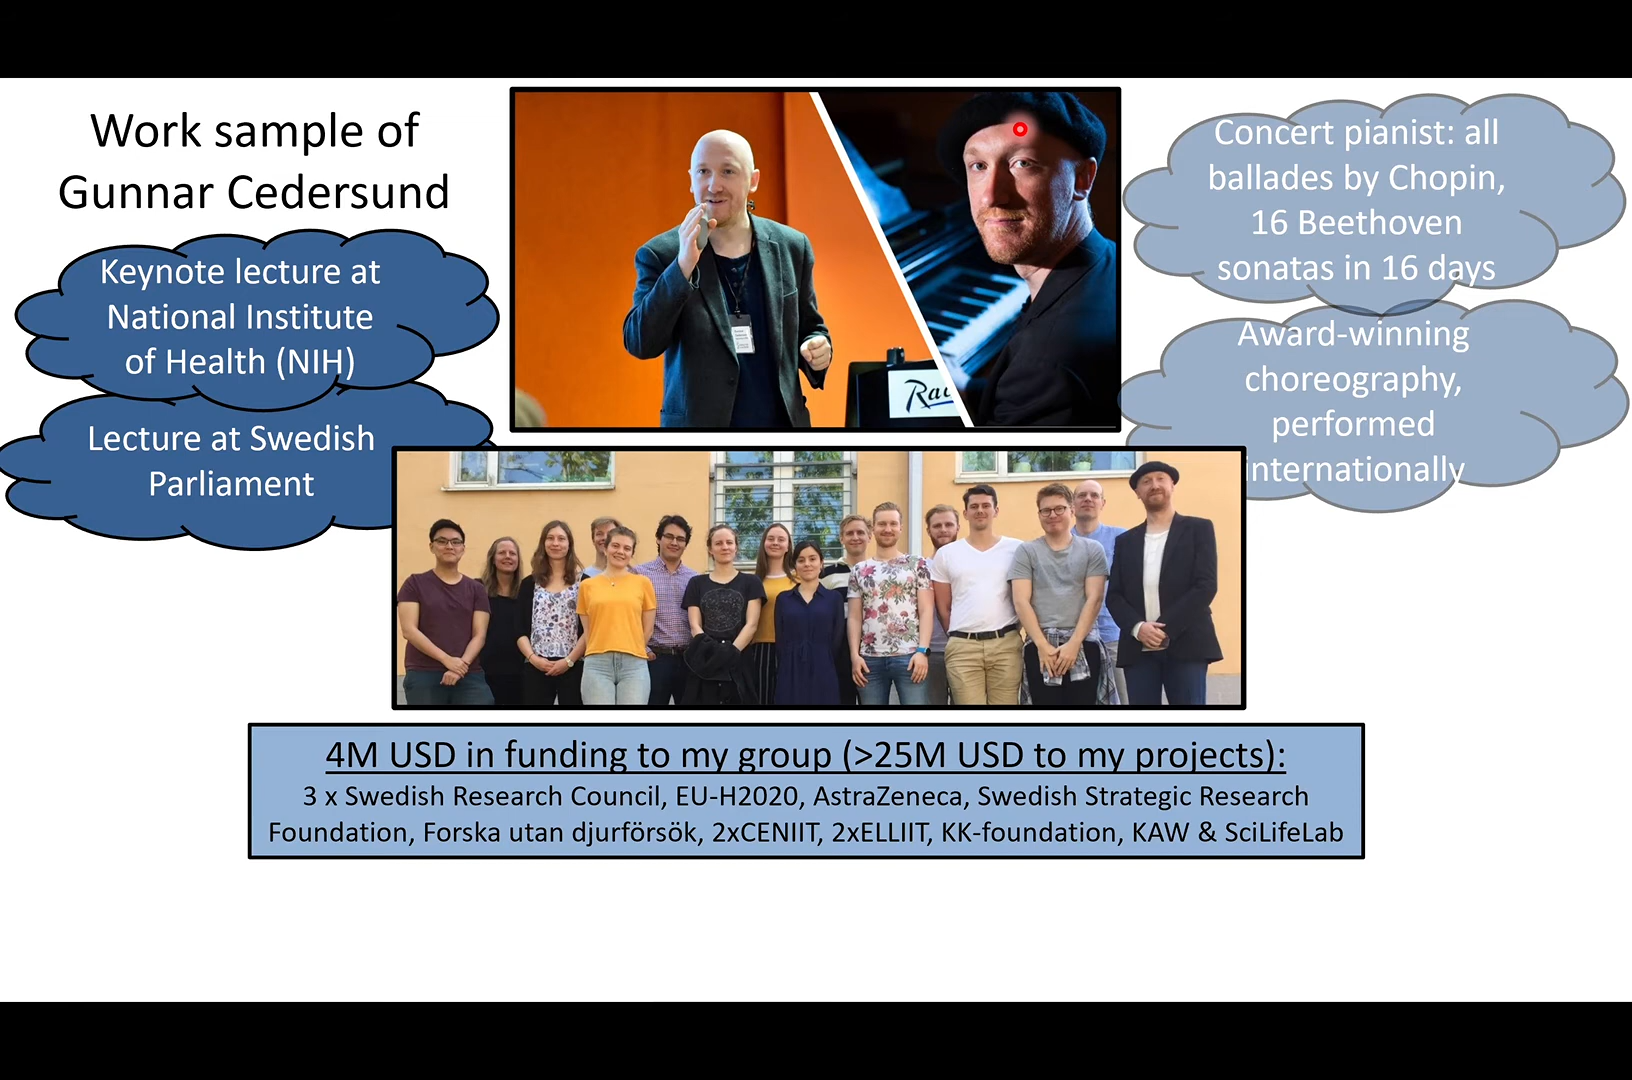 Work sample of
Gunnar Cedersund
Keynote lecture at
National Institute
of Health (NIH)
Lecture at Swedish
Parliament
Concert pianist: all
ballades by Chopin,
16 Beethoven
sonatas in 16 days
Award-winning
choreography,
performed
internationally
4M USD in funding to my group (>25M USD to my projects):
3 x Swedish Research Council, EU-H2020, AstraZeneca, Swedish Strategic Research
Foundation, Forska utan djurförsök, 2xCENIIT, 2xELLIIT, KK-foundation, KAW & SciLifeLab